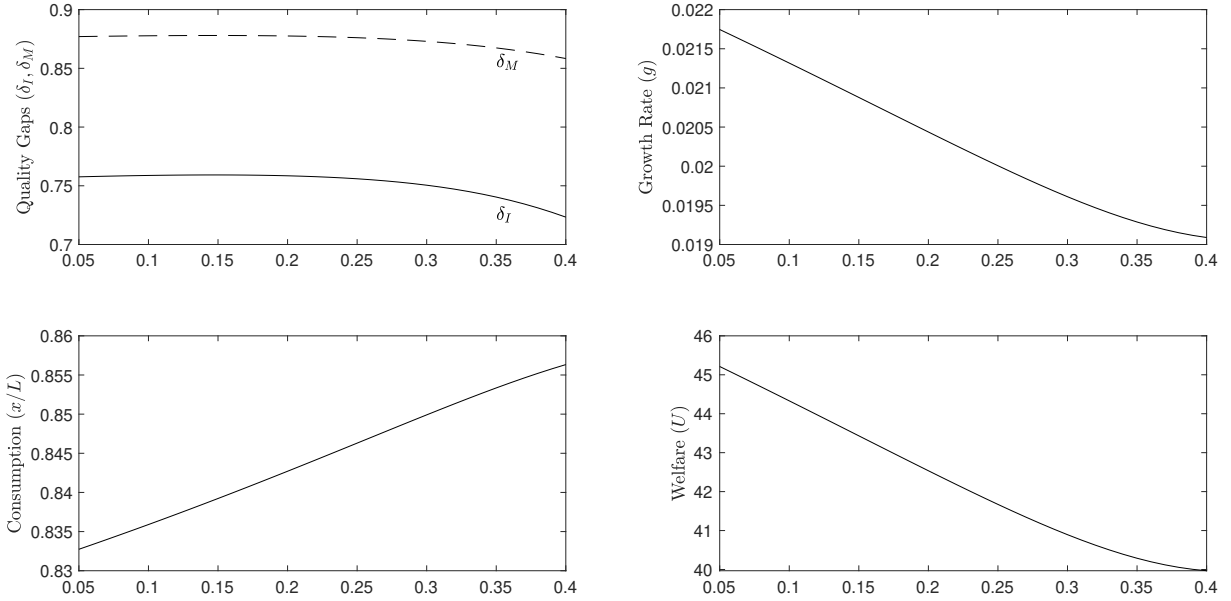 Quality Gaps (δ_I, δ_M)
0.9
0.85
0.8
0.75
0.7
δ_M
δ_I
0.05 0.1 0.15 0.2 0.25 0.3 0.35 0.4
Growth Rate (g)
0.022
0.0215
0.021
0.0205
0.02
0.0195
0.019
0.05 0.1 0.15 0.2 0.25 0.3 0.35 0.4
Consumption (x/L)
0.86
0.855
0.85
0.845
0.84
0.835
0.83
0.05 0.1 0.15 0.2 0.25 0.3 0.35 0.4
Welfare (U)
46
45
44
43
42
41
40
0.05 0.1 0.15 0.2 0.25 0.3 0.35 0.4